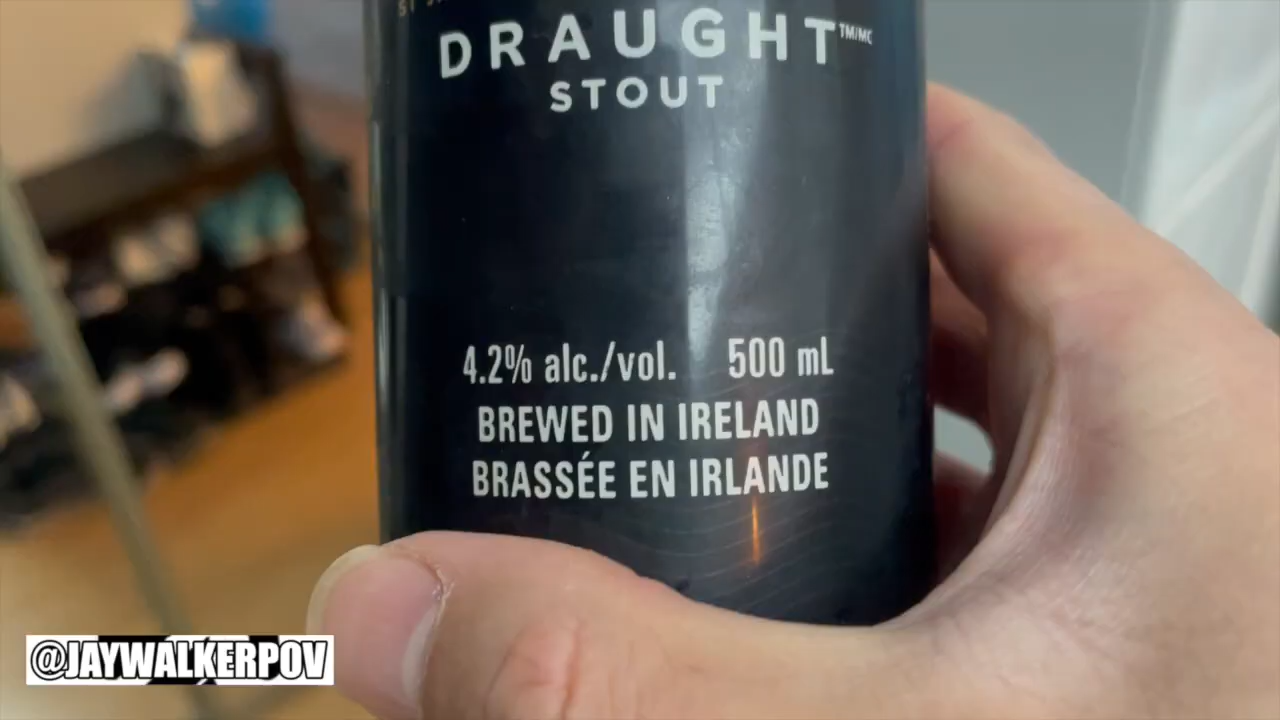 DRAUGHT™/MC
STOUT
4.2% alc./vol. 500 mL
BREWED IN IRELAND
BRASSÉE EN IRLANDE
@JAYWALKERPOV